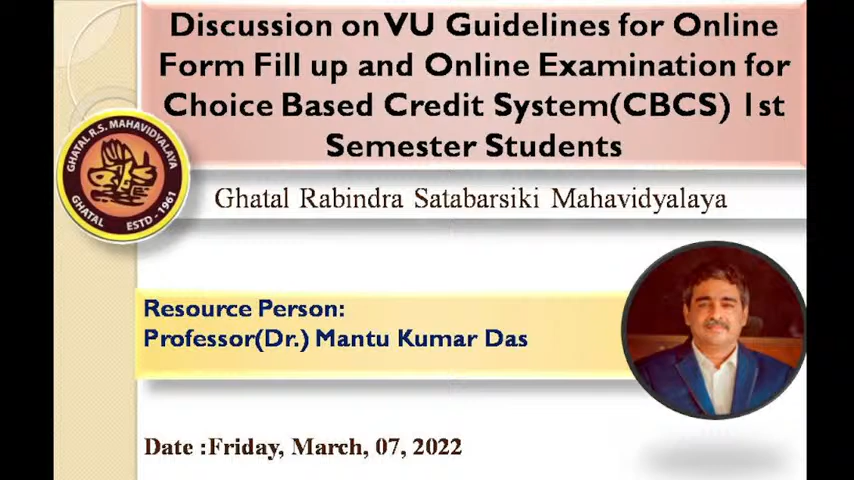 Discussion on VU Guidelines for Online
Form Fill up and Online Examination for
Choice Based Credit System(CBCS) 1st
Semester Students
GHATAL R.S. MAHAVIDYALAYA
GHATAL ESTD - 1961
Ghatal Rabindra Satabarsiki Mahavidyalaya
Resource Person:
Professor(Dr.) Mantu Kumar Das
Date :Friday, March, 07, 2022